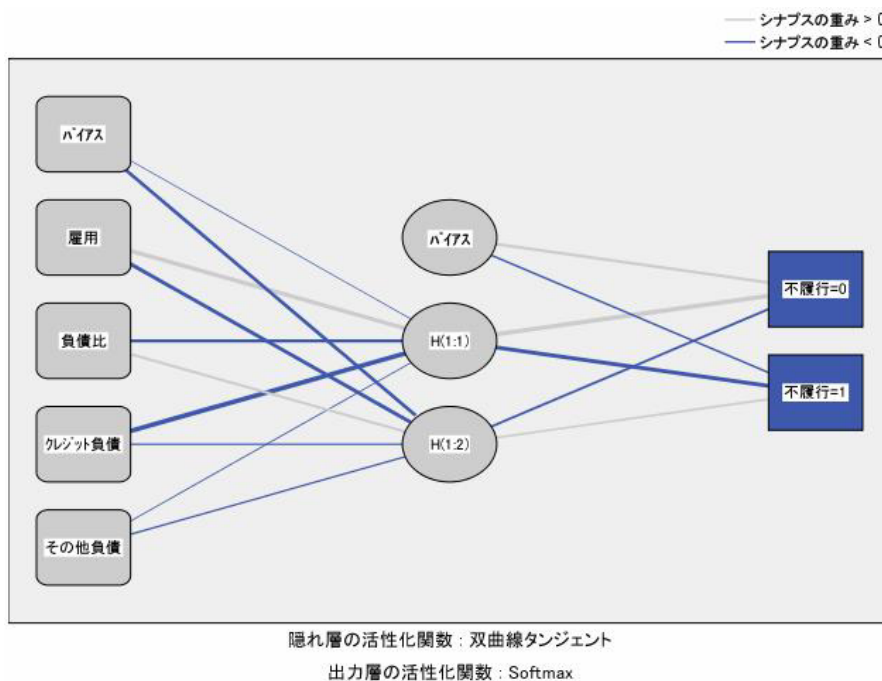 シナプスの重み > 0
シナプスの重み < 0
バイアス
雇用
バイアス
不履行=0
負債比
H(1:1)
不履行=1
クレジット負債
H(1:2)
その他負債
隠れ層の活性化関数 : 双曲線タンジェント
出力層の活性化関数 : Softmax